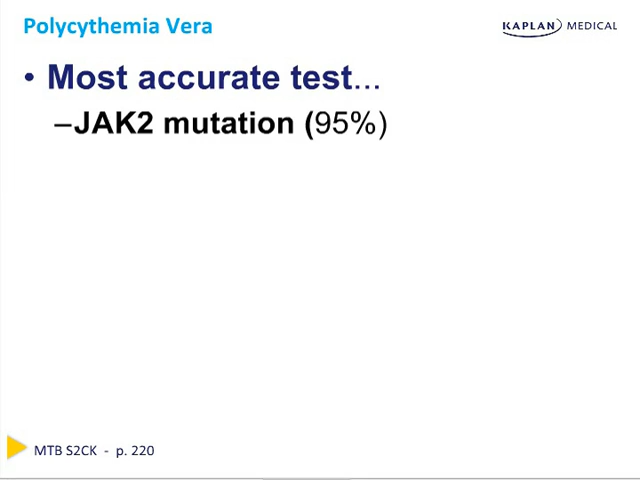 Polycythemia Vera
KAPLAN MEDICAL
• Most accurate test...
–JAK2 mutation (95%)
MTB S2CK - p. 220